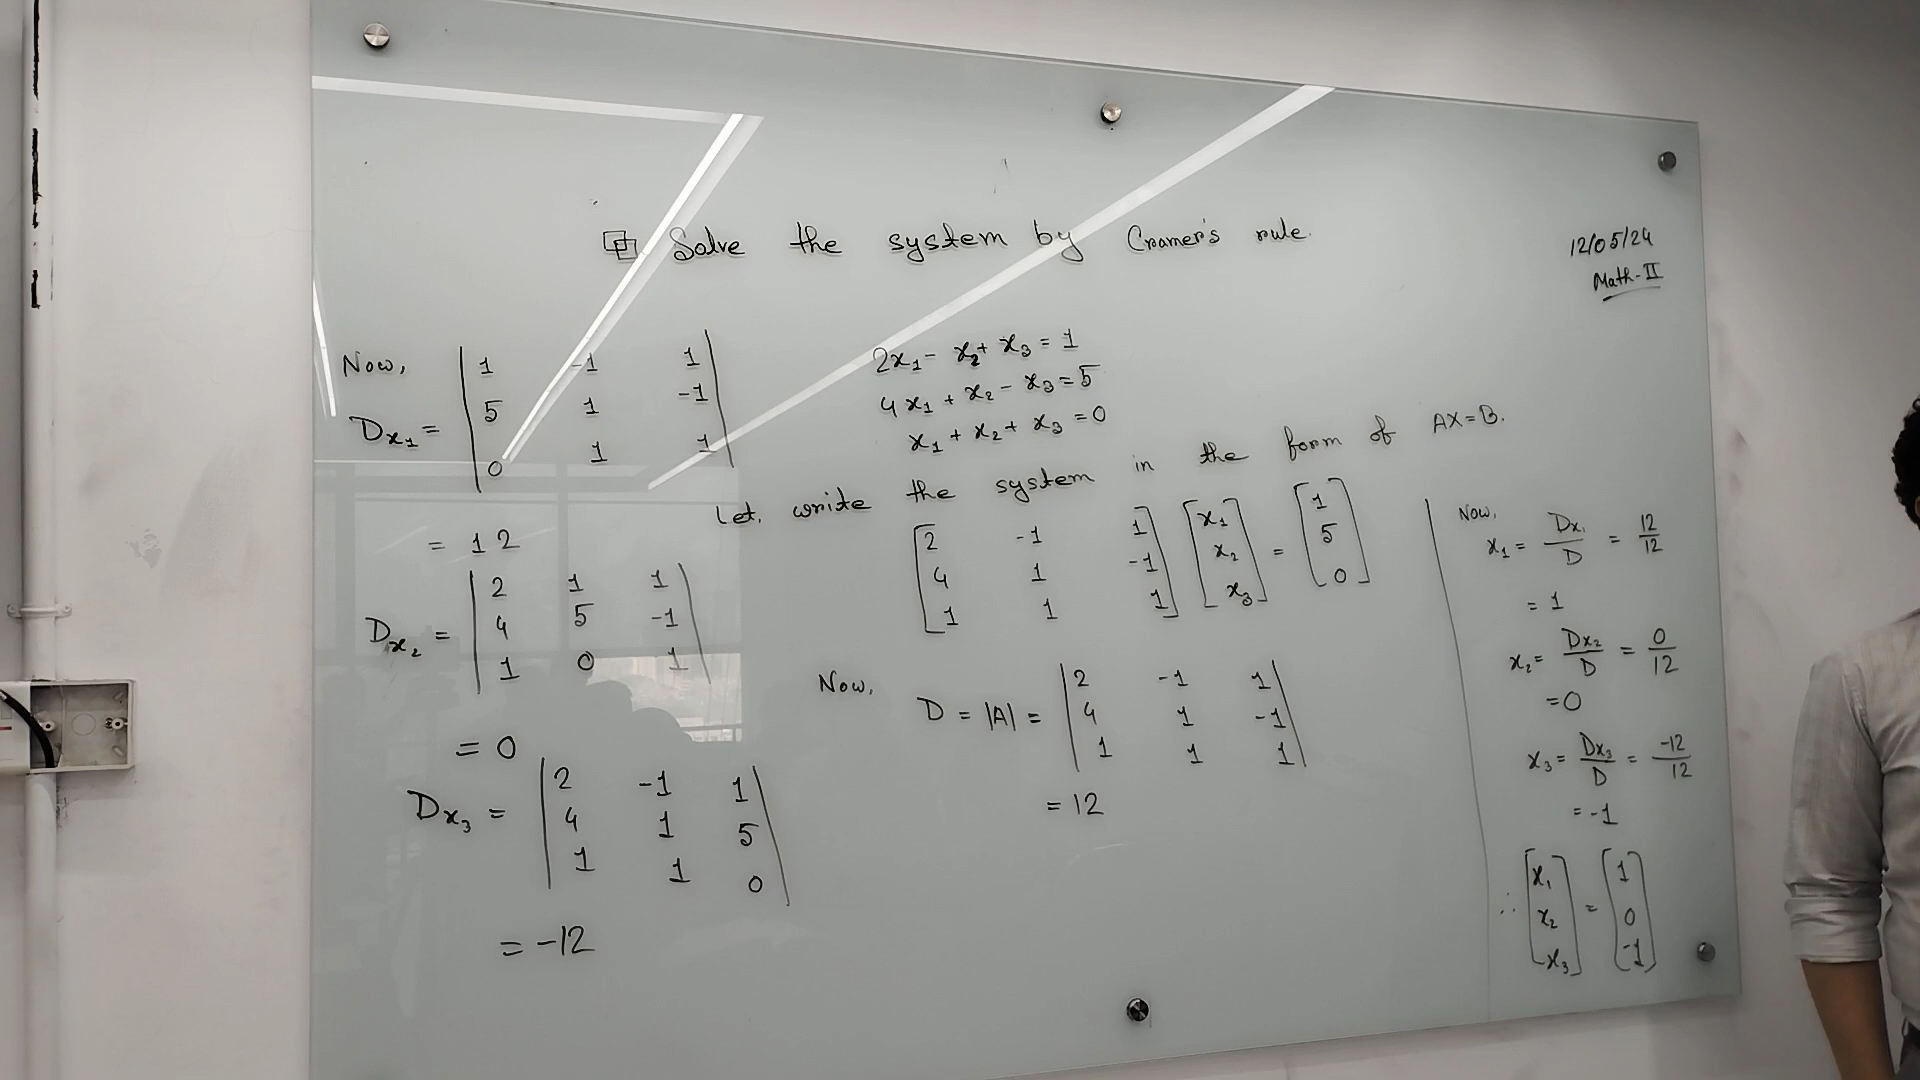 Solve the system by Cramer's rule.
12/05/24
Math-II
2x₁ - x₂ + x₃ = 1
4x₁ + x₂ - x₃ = 5
x₁ + x₂ + x₃ = 0
Let, write the system in the form of AX=B.
[2 -1 1] [x₁] = [1]
[4 1 -1] [x₂] [5]
[1 1 1] [x₃] [0]
Now,
D = |A| = |2 -1 1|
|4 1 -1|
|1 1 1|
= 12
Now,
Dx₁ = |1 -1 1|
|5 1 -1|
|0 1 1|
= 12
Dx₂ = |2 1 1|
|4 5 -1|
|1 0 1|
= 0
Dx₃ = |2 -1 1|
|4 1 5|
|1 1 0|
= -12
Now,
x₁ = Dx₁/D = 12/12
= 1
x₂ = Dx₂/D = 0/12
= 0
x₃ = Dx₃/D = -12/12
= -1
∴ [x₁] = [1]
[x₂] [0]
[x₃] [-1]